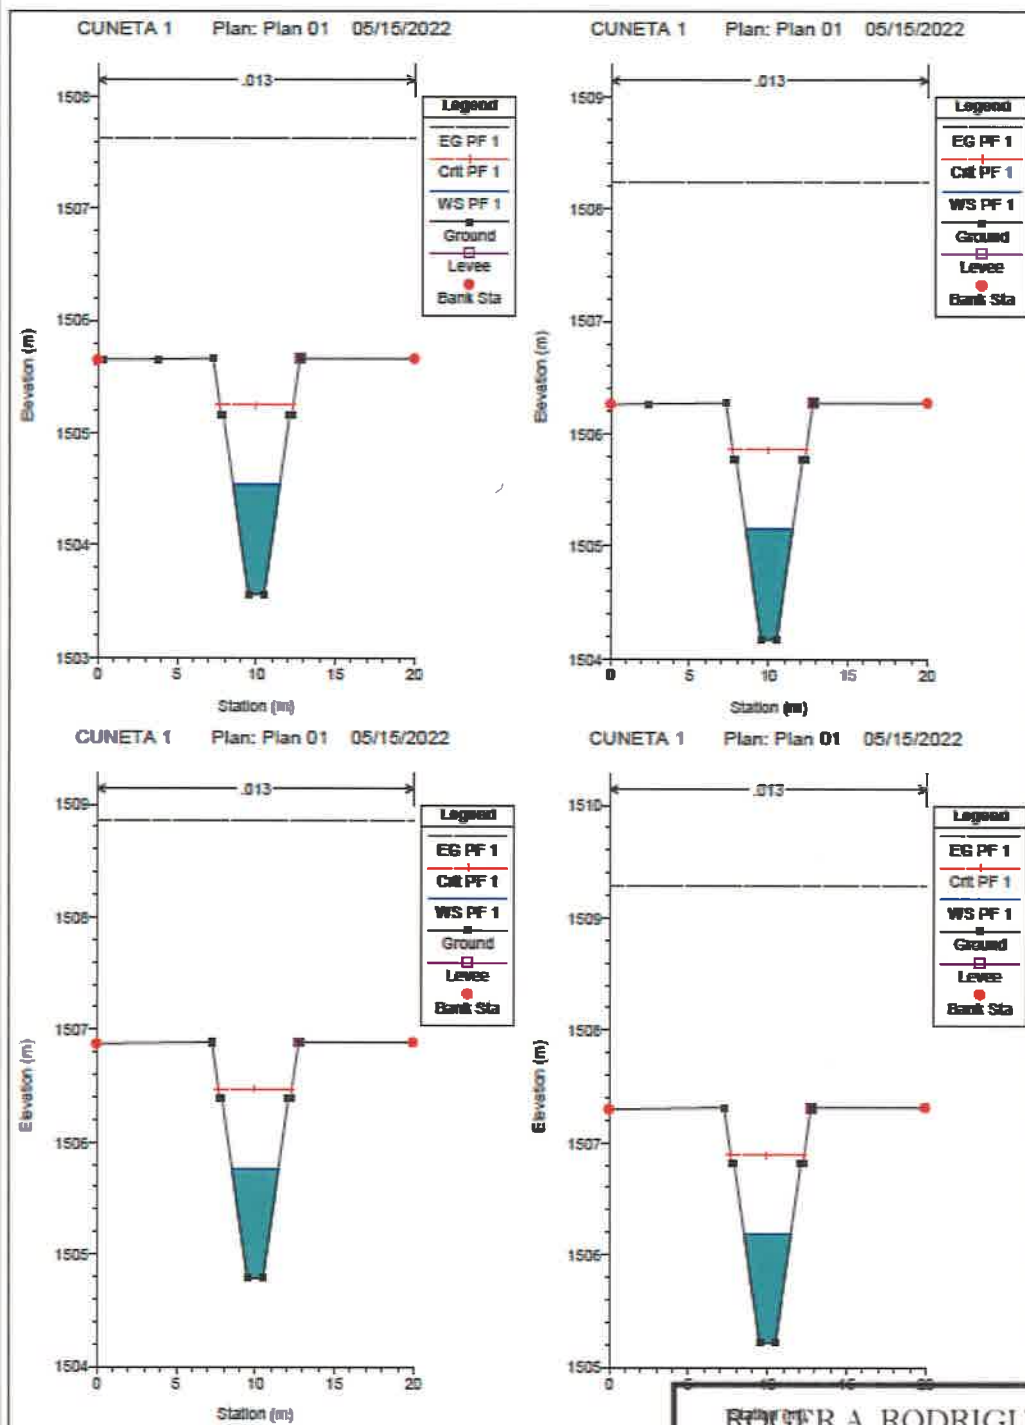 CUNETA 1 Plan: Plan 01 05/15/2022
.013
1508
1507
1506
1505
1504
1503
Elevation (m)
0 5 10 15 20
Station (m)
Legend
EG PF 1
Crit PF 1
WS PF 1
Ground
Levee
Bank Sta
CUNETA 1 Plan: Plan 01 05/15/2022
.013
1509
1508
1507
1506
1505
1504
Elevation (m)
0 5 10 15 20
Station (m)
Legend
EG PF 1
Crit PF 1
WS PF 1
Ground
Levee
Bank Sta
CUNETA 1 Plan: Plan 01 05/15/2022
.013
1509
1508
1507
1506
1505
1504
Elevation (m)
0 5 10 15 20
Station (m)
Legend
EG PF 1
Crit PF 1
WS PF 1
Ground
Levee
Bank Sta
CUNETA 1 Plan: Plan 01 05/15/2022
.013
1510
1509
1508
1507
1506
1505
Elevation (m)
0 5 10 15 20
Station (m)
Legend
EG PF 1
Crit PF 1
WS PF 1
Ground
Levee
Bank Sta
A. RODRIGU